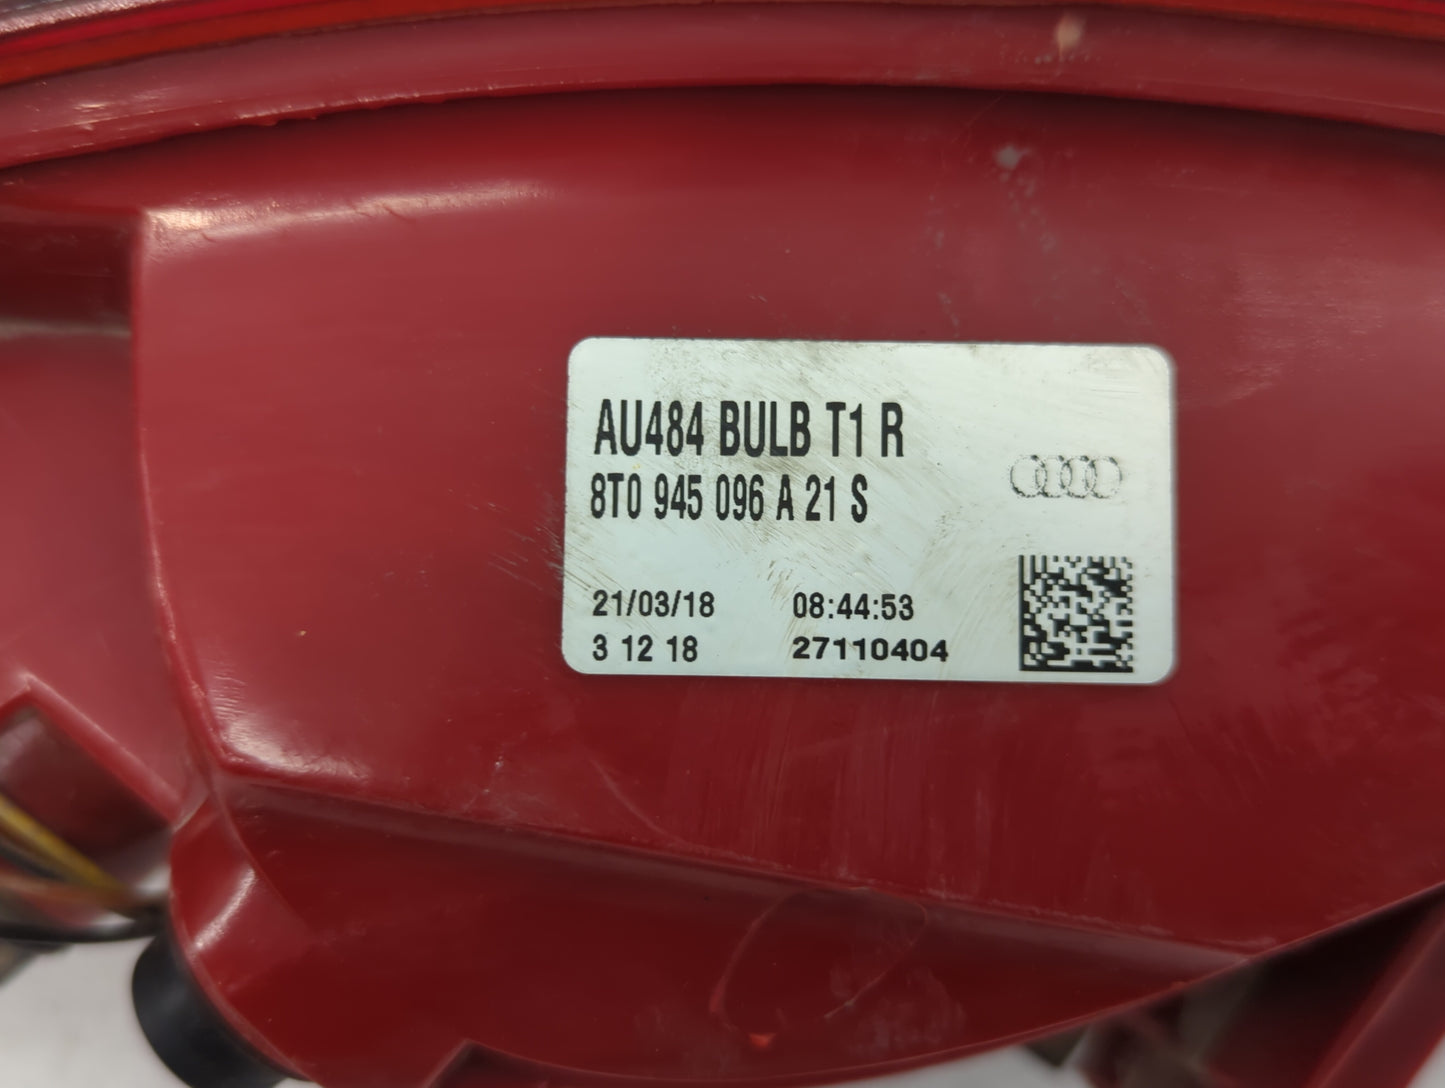 AU484 BULB T1 R
8T0 945 096 A 21 S
21/03/18 08:44:53
3 12 18 27110404